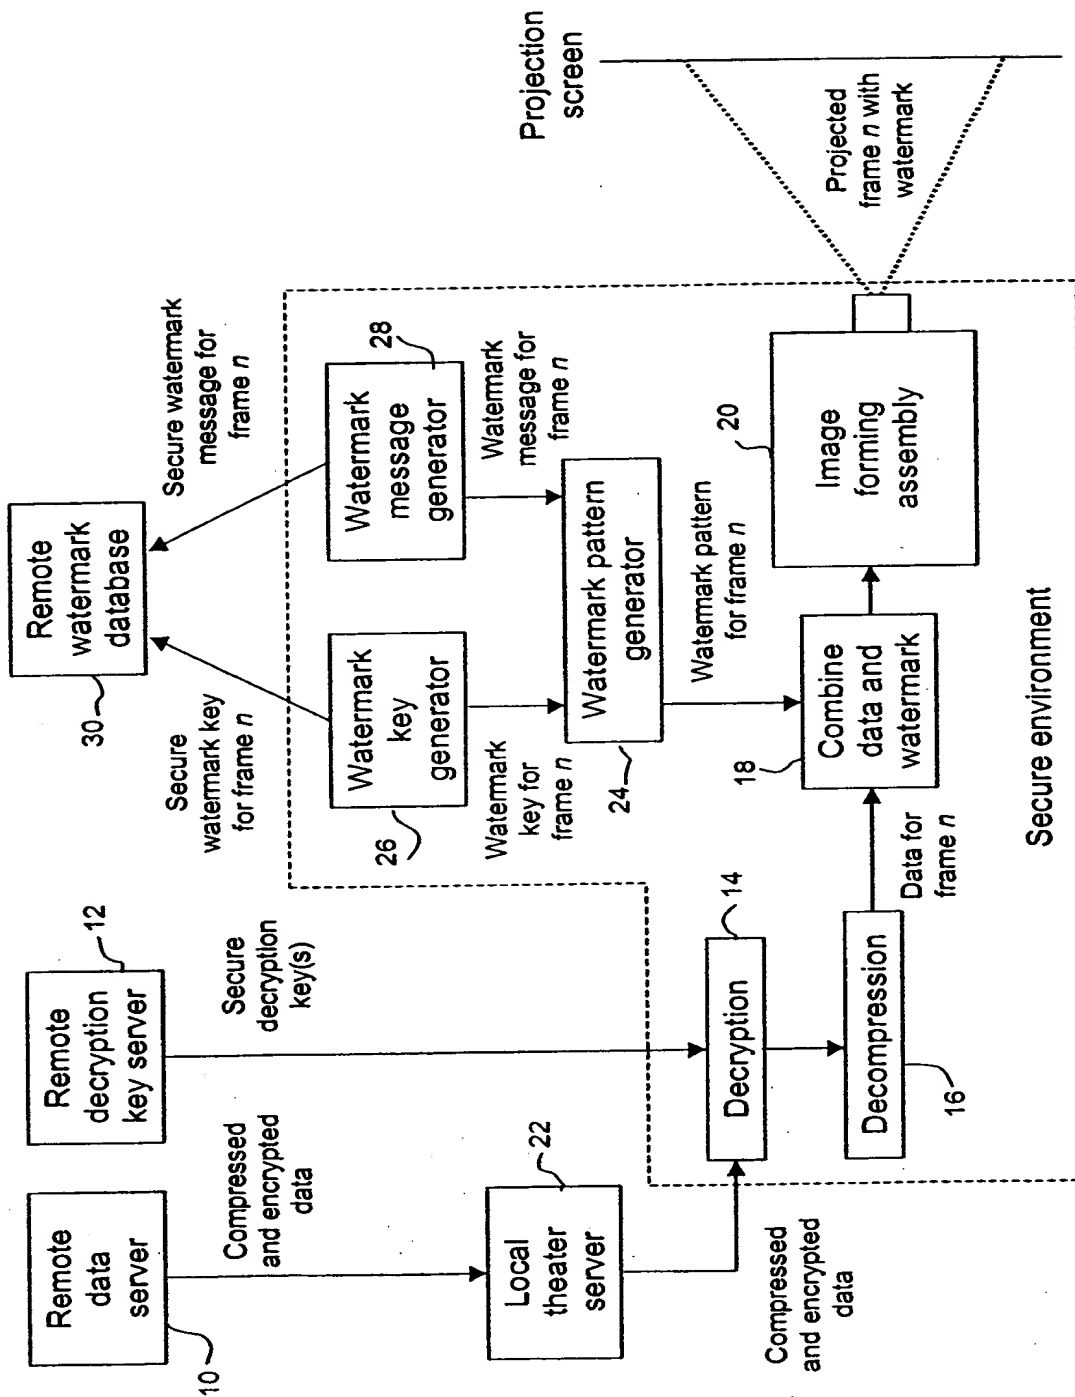 Remote
data
server
10
Compressed
and encrypted
data
Remote
decryption
key server
12
Secure
decryption
key(s)
Remote
watermark
database
30
Secure
watermark key
for frame n
Secure watermark
message for
frame n
Local
theater
server
22
Compressed
and encrypted
data
Watermark
key
generator
26
Watermark
message
generator
28
Watermark
key for
frame n
Watermark
message for
frame n
Watermark pattern
generator
24
Watermark pattern
for frame n
Decryption
14
Decompression
16
Data for
frame n
Combine
data and
watermark
18
Image
forming
assembly
20
Projected
frame n with
watermark
Projection
screen
Secure environment